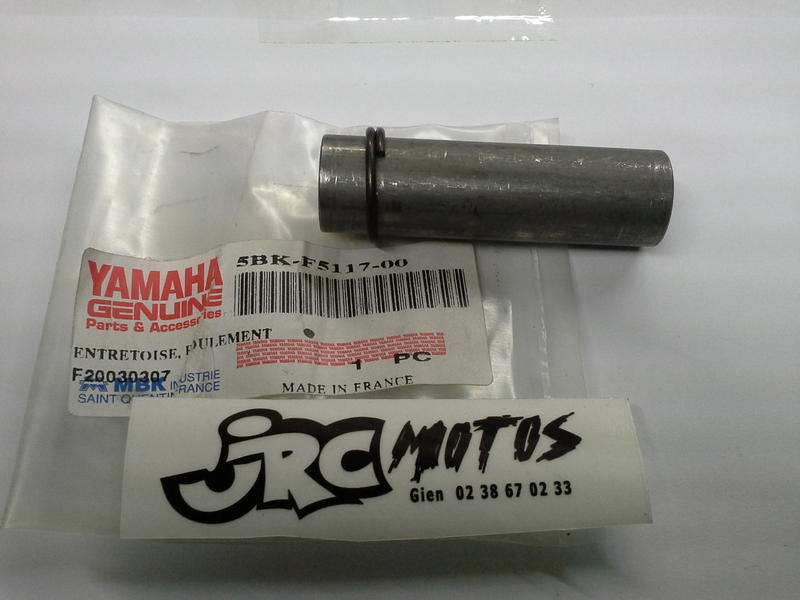 5BK-F5117-00
YAMAHA
GENUINE
Parts & Accessories
ENTRETOISE, ROULEMENT
1 PC
F20030307
MBK INDUSTRIE
SAINT QUENTIN FRANCE
MADE IN FRANCE
JRC MOTOS
Gien 02 38 67 02 33